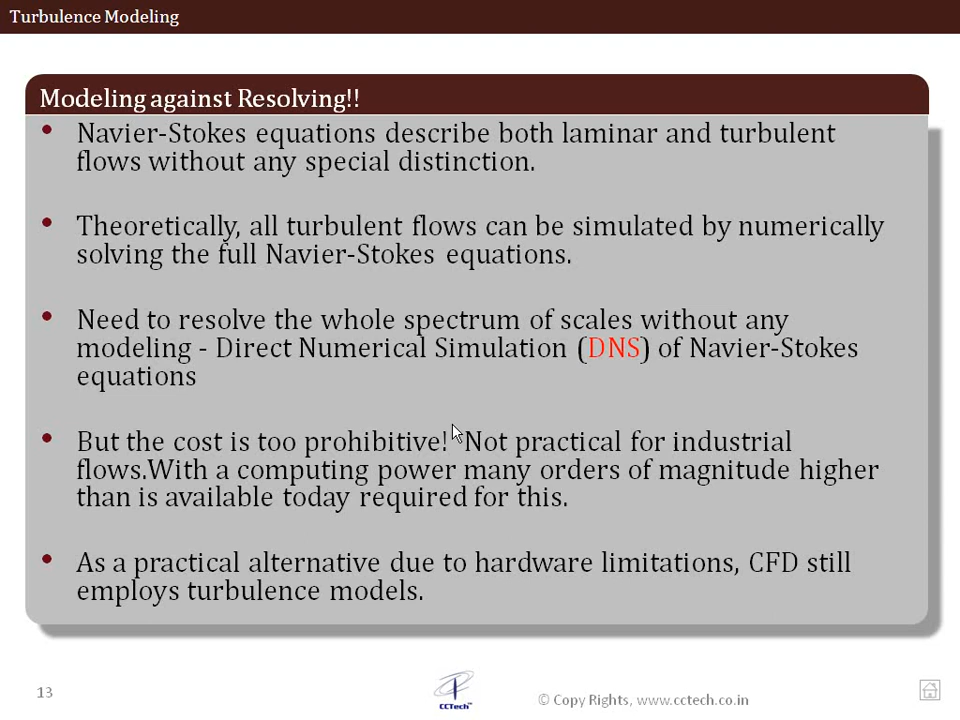 Turbulence Modeling
Modeling against Resolving!!
• Navier-Stokes equations describe both laminar and turbulent
flows without any special distinction.
• Theoretically, all turbulent flows can be simulated by numerically
solving the full Navier-Stokes equations.
• Need to resolve the whole spectrum of scales without any
modeling - Direct Numerical Simulation (DNS) of Navier-Stokes
equations
• But the cost is too prohibitive! Not practical for industrial
flows.With a computing power many orders of magnitude higher
than is available today required for this.
• As a practical alternative due to hardware limitations, CFD still
employs turbulence models.
13
CCTech™
© Copy Rights, www.cctech.co.in